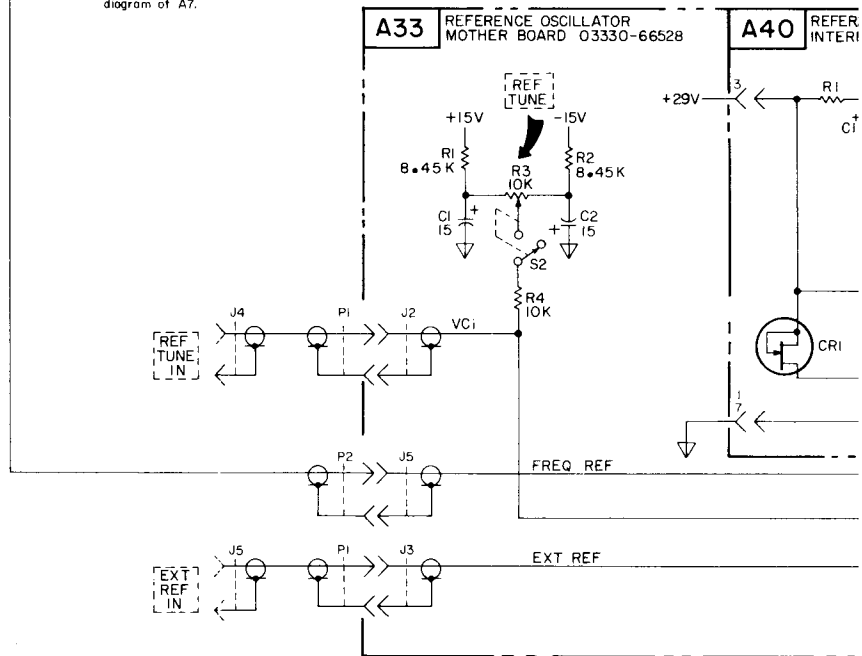 diagram of A7.
A33
REFERENCE OSCILLATOR
MOTHER BOARD 03330-66528
A40
REFER
INTER
REF
TUNE
+29V
3
R1
C1
+
+15V
-15V
R1
8.45K
R2
8.45K
R3
10K
C1
15
+
C2
15
+
S2
R4
10K
J4
P1
J2
VCi
REF
TUNE
IN
CR1
1
7
P2
J5
FREQ REF
J5
P1
J3
EXT REF
EXT
REF
IN